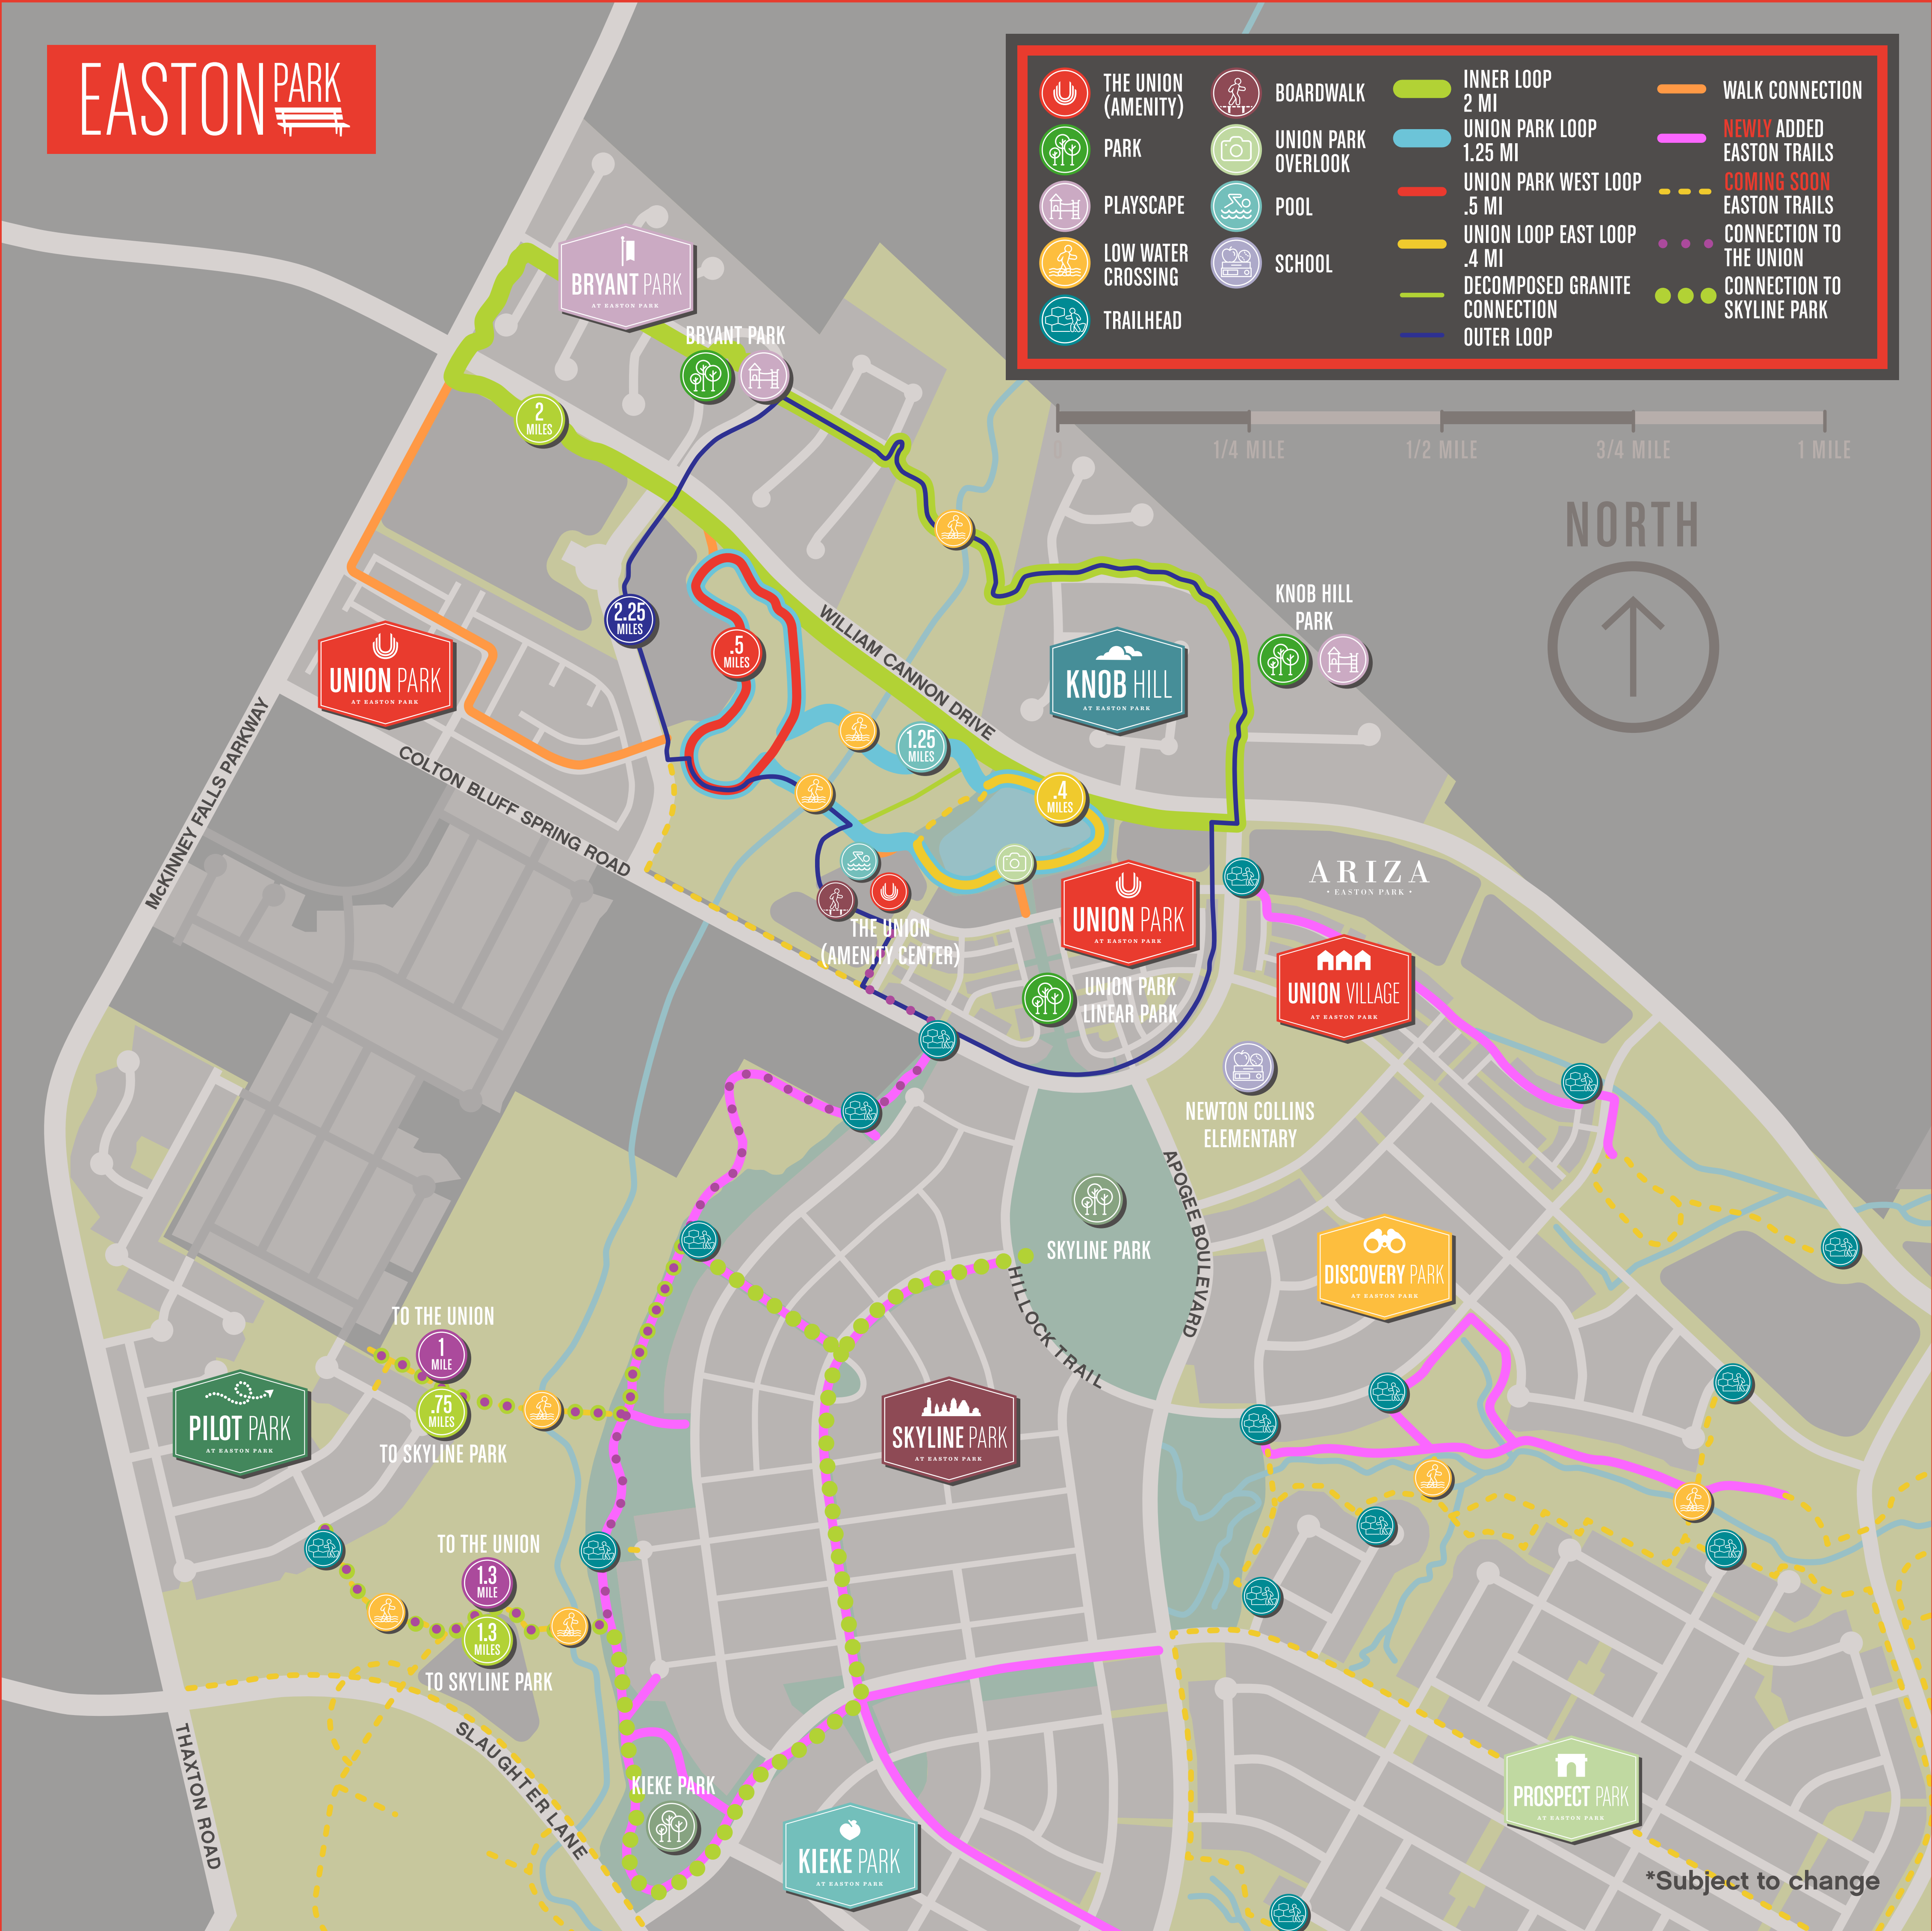 EASTON PARK
THE UNION
(AMENITY)
PARK
PLAYSCAPE
LOW WATER
CROSSING
TRAILHEAD
BOARDWALK
UNION PARK
OVERLOOK
POOL
SCHOOL
INNER LOOP
2 MI
UNION PARK LOOP
1.25 MI
UNION PARK WEST LOOP
.5 MI
UNION LOOP EAST LOOP
.4 MI
DECOMPOSED GRANITE
CONNECTION
OUTER LOOP
WALK CONNECTION
NEWLY ADDED
EASTON TRAILS
COMING SOON
EASTON TRAILS
CONNECTION TO
THE UNION
CONNECTION TO
SKYLINE PARK
0
1/4 MILE
1/2 MILE
3/4 MILE
1 MILE
NORTH
BRYANT PARK
AT EASTON PARK
BRYANT PARK
2
MILES
2.25
MILES
.5
MILES
WILLIAM CANNON DRIVE
KNOB HILL
PARK
KNOB HILL
AT EASTON PARK
UNION PARK
AT EASTON PARK
McKINNEY FALLS PARKWAY
COLTON BLUFF SPRING ROAD
1.25
MILES
.4
MILES
ARIZA
• EASTON PARK •
UNION PARK
AT EASTON PARK
THE UNION
(AMENITY CENTER)
UNION PARK
LINEAR PARK
UNION VILLAGE
AT EASTON PARK
NEWTON COLLINS
ELEMENTARY
APOGEE BOULEVARD
SKYLINE PARK
HILLOCK TRAIL
DISCOVERY PARK
AT EASTON PARK
TO THE UNION
1
MILE
.75
MILES
TO SKYLINE PARK
PILOT PARK
AT EASTON PARK
SKYLINE PARK
AT EASTON PARK
TO THE UNION
1.3
MILE
1.3
MILES
TO SKYLINE PARK
THAXTON ROAD
SLAUGHTER LANE
KIEKE PARK
KIEKE PARK
AT EASTON PARK
PROSPECT PARK
AT EASTON PARK
*Subject to change